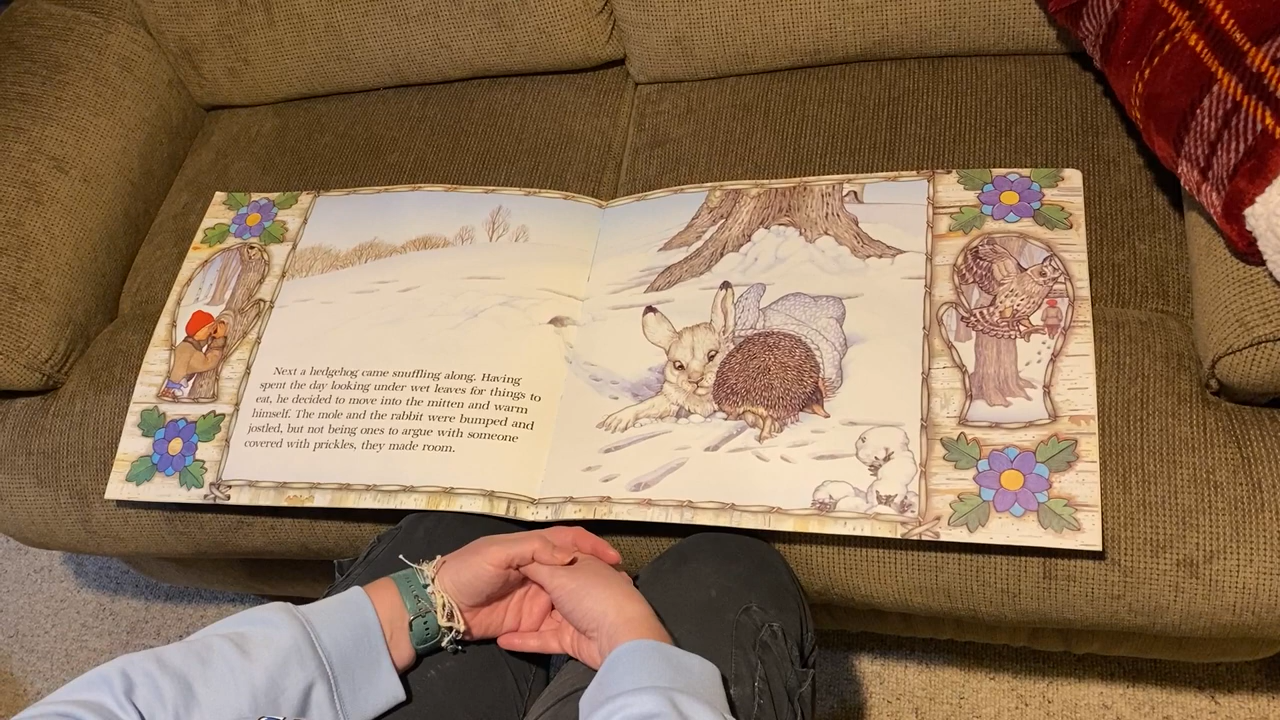 Next a hedgehog came snuffling along. Having
spent the day looking under wet leaves for things to
eat, he decided to move into the mitten and warm
himself. The mole and the rabbit were bumped and
jostled, but not being ones to argue with someone
covered with prickles, they made room.